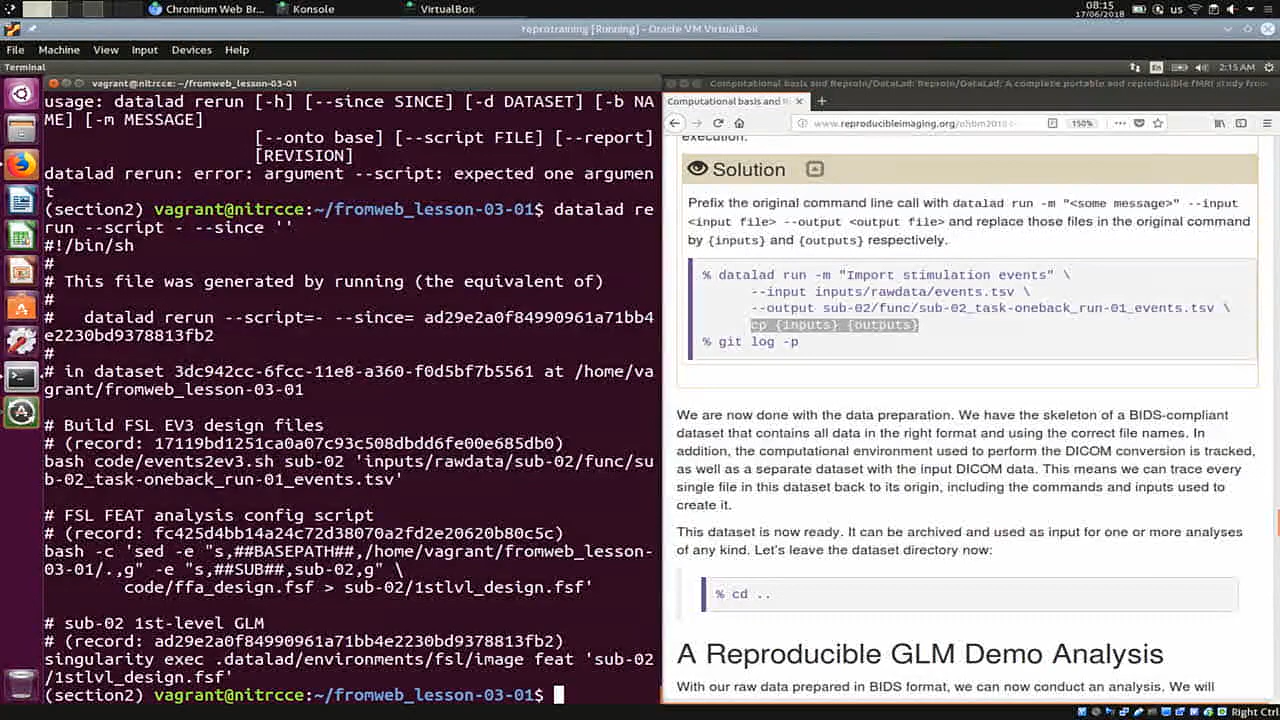 Chromium Web Br...
Konsole
VirtualBox
08:15
17/06/2018
us
reprotraining [Running] - Oracle VM VirtualBox
File Machine View Input Devices Help
Terminal
En
2:15 AM
vagrant@nitrcce: ~/fromweb_lesson-03-01
usage: datalad rerun [-h] [--since SINCE] [-d DATASET] [-b NA
ME] [-m MESSAGE]
[--onto base] [--script FILE] [--report]
[REVISION]
datalad rerun: error: argument --script: expected one argumen
t
(section2) vagrant@nitrcce:~/fromweb_lesson-03-01$ datalad re
run --script - --since ''
#!/bin/sh
#
# This file was generated by running (the equivalent of)
#
#   datalad rerun --script=- --since= ad29e2a0f84990961a71bb4
e2230bd9378813fb2
#
# in dataset 3dc942cc-6fcc-11e8-a360-f0d5bf7b5561 at /home/va
grant/fromweb_lesson-03-01
# Build FSL EV3 design files
# (record: 17119bd1251ca0a07c93c508dbdd6fe00e685db0)
bash code/events2ev3.sh sub-02 'inputs/rawdata/sub-02/func/su
b-02_task-oneback_run-01_events.tsv'
# FSL FEAT analysis config script
# (record: fc425d4bb14a24c72d38070a2fd2e20620b80c5c)
bash -c 'sed -e "s,##BASEPATH##,/home/vagrant/fromweb_lesson-
03-01/.,g" -e "s,##SUB##,sub-02,g" \
code/ffa_design.fsf > sub-02/1stlvl_design.fsf'
# sub-02 1st-level GLM
# (record: ad29e2a0f84990961a71bb4e2230bd9378813fb2)
singularity exec .datalad/environments/fsl/image feat 'sub-02
/1stlvl_design.fsf'
(section2) vagrant@nitrcce:~/fromweb_lesson-03-01$
Computational basis and ReproIn/DataLad: ReproIn/DataLad: A complete portable and reproducible fMRI study from
Computational basis and R
www.reproducibleimaging.org/ohbm2018-
150%
execution.
Solution
Prefix the original command line call with datalad run -m "<some message>" --input
<input file> --output <output file> and replace those files in the original command
by {inputs} and {outputs} respectively.
% datalad run -m "Import stimulation events" \
--input inputs/rawdata/events.tsv \
--output sub-02/func/sub-02_task-oneback_run-01_events.tsv \
cp {inputs} {outputs}
% git log -p
We are now done with the data preparation. We have the skeleton of a BIDS-compliant
dataset that contains all data in the right format and using the correct file names. In
addition, the computational environment used to perform the DICOM conversion is tracked,
as well as a separate dataset with the input DICOM data. This means we can trace every
single file in this dataset back to its origin, including the commands and inputs used to
create it.
This dataset is now ready. It can be archived and used as input for one or more analyses
of any kind. Let's leave the dataset directory now:
% cd ..
A Reproducible GLM Demo Analysis
With our raw data prepared in BIDS format, we can now conduct an analysis. We will
Right Ctrl